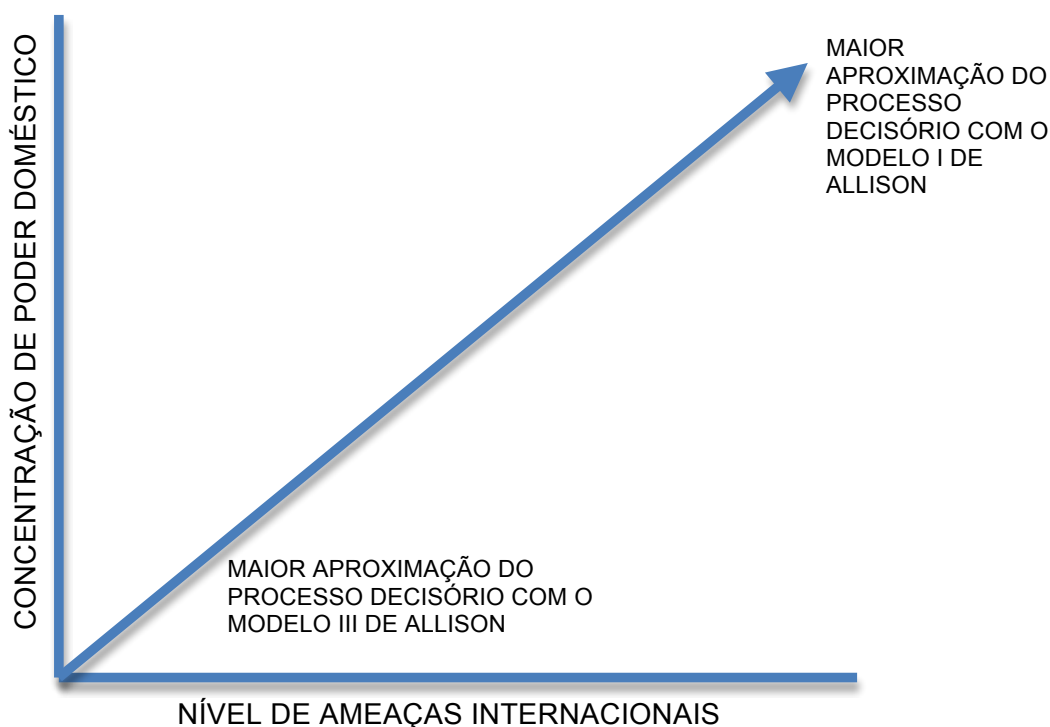 CONCENTRAÇÃO DE PODER DOMÉSTICO
MAIOR
APROXIMAÇÃO DO
PROCESSO
DECISÓRIO COM O
MODELO I DE
ALLISON
MAIOR APROXIMAÇÃO DO
PROCESSO DECISÓRIO COM O
MODELO III DE ALLISON
NÍVEL DE AMEAÇAS INTERNACIONAIS